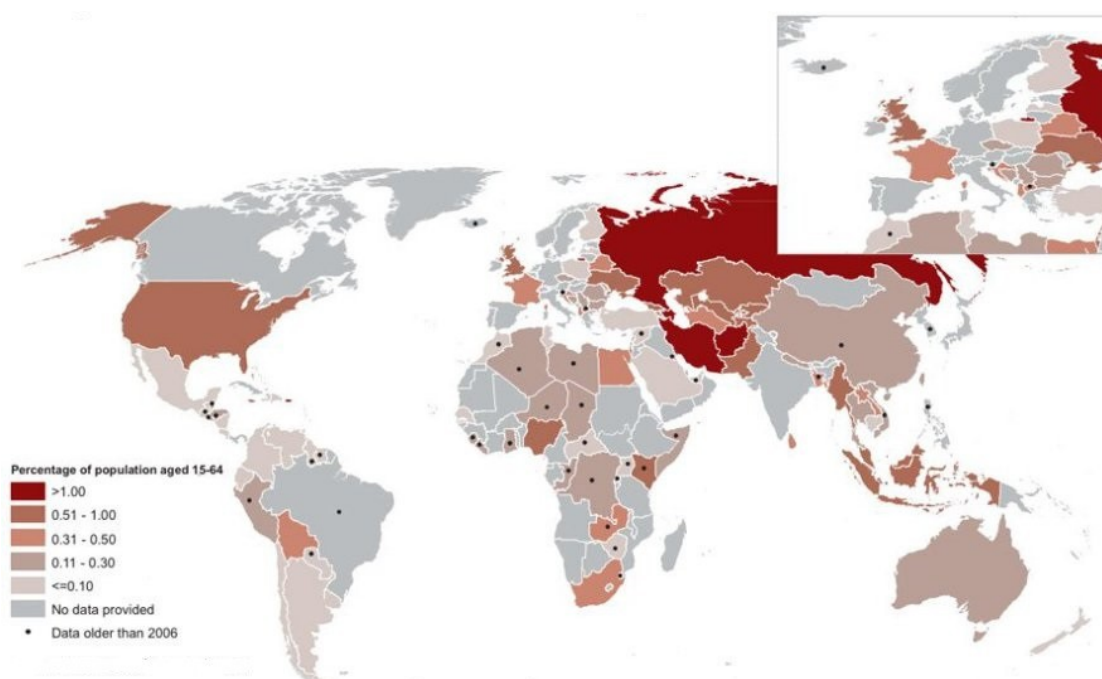 Percentage of population aged 15-64
>1.00
0.51 - 1.00
0.31 - 0.50
0.11 - 0.30
<=0.10
No data provided
Data older than 2006